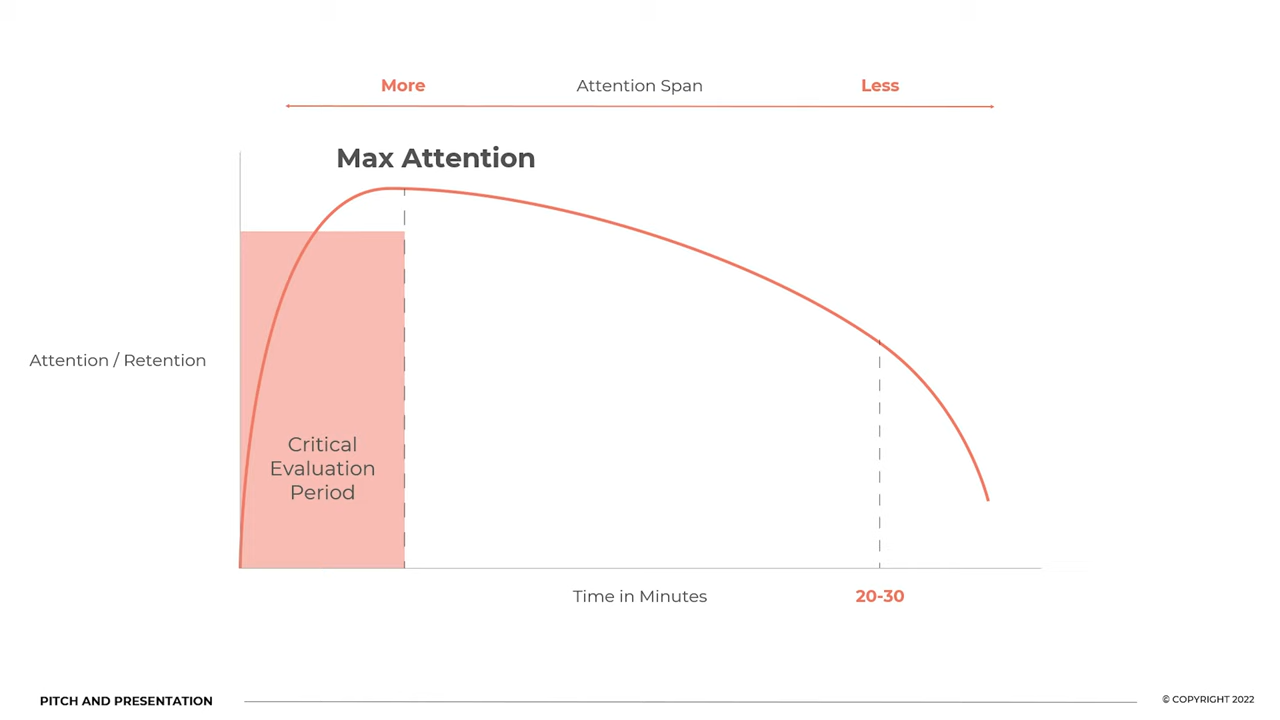 More Attention Span Less
Max Attention
Attention / Retention
Critical
Evaluation
Period
Time in Minutes 20-30
PITCH AND PRESENTATION © COPYRIGHT 2022